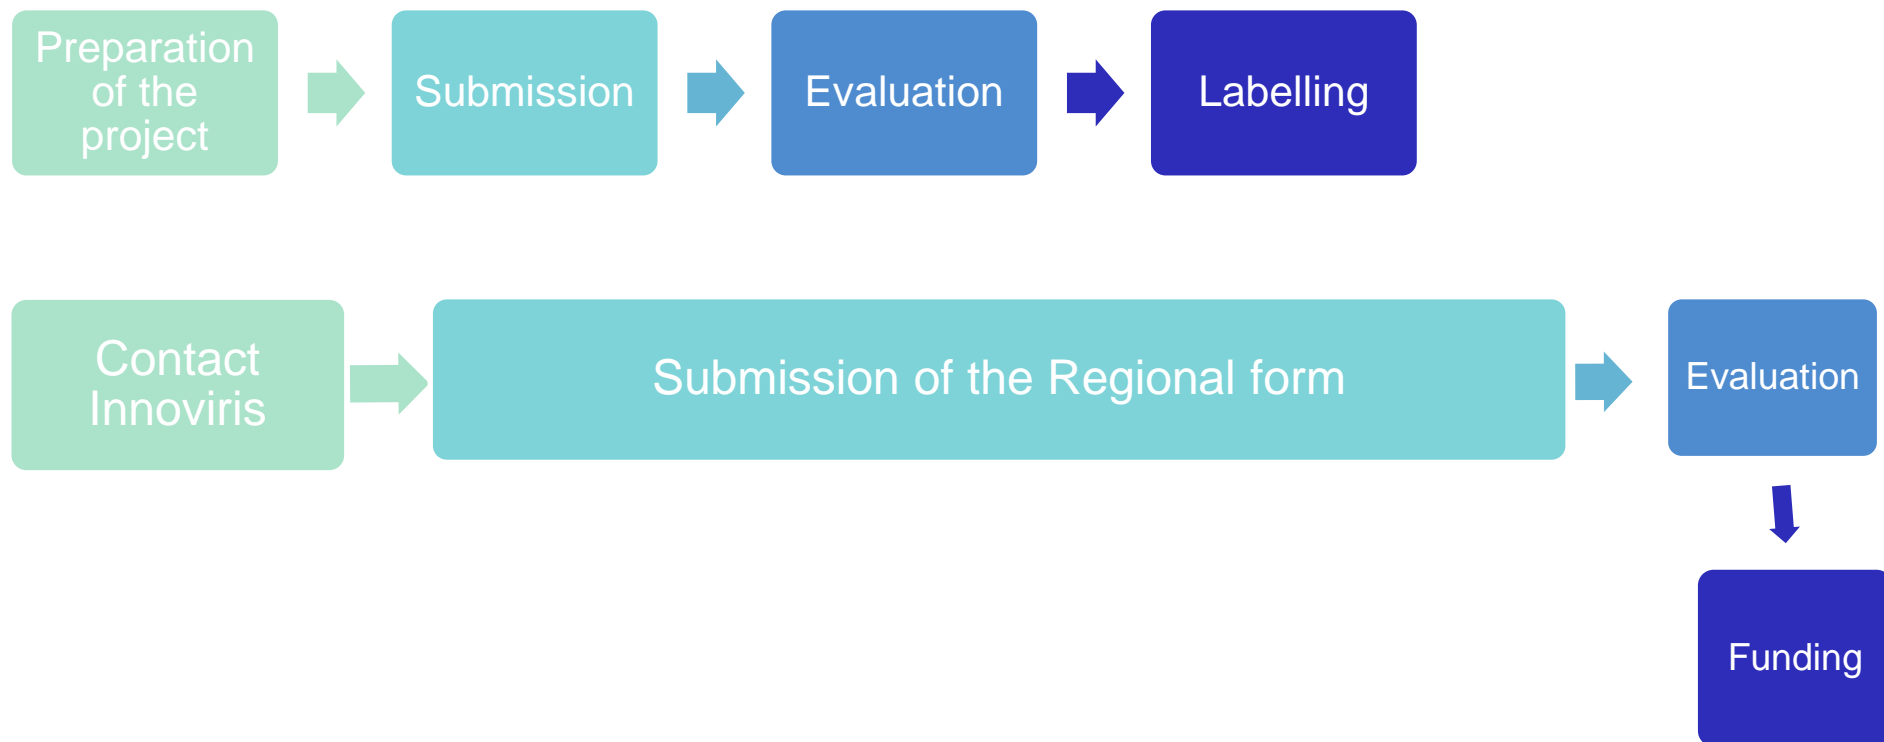 Preparation
of the
project
Submission
Evaluation
Labelling
Contact
Innoviris
Submission of the Regional form
Evaluation
Funding